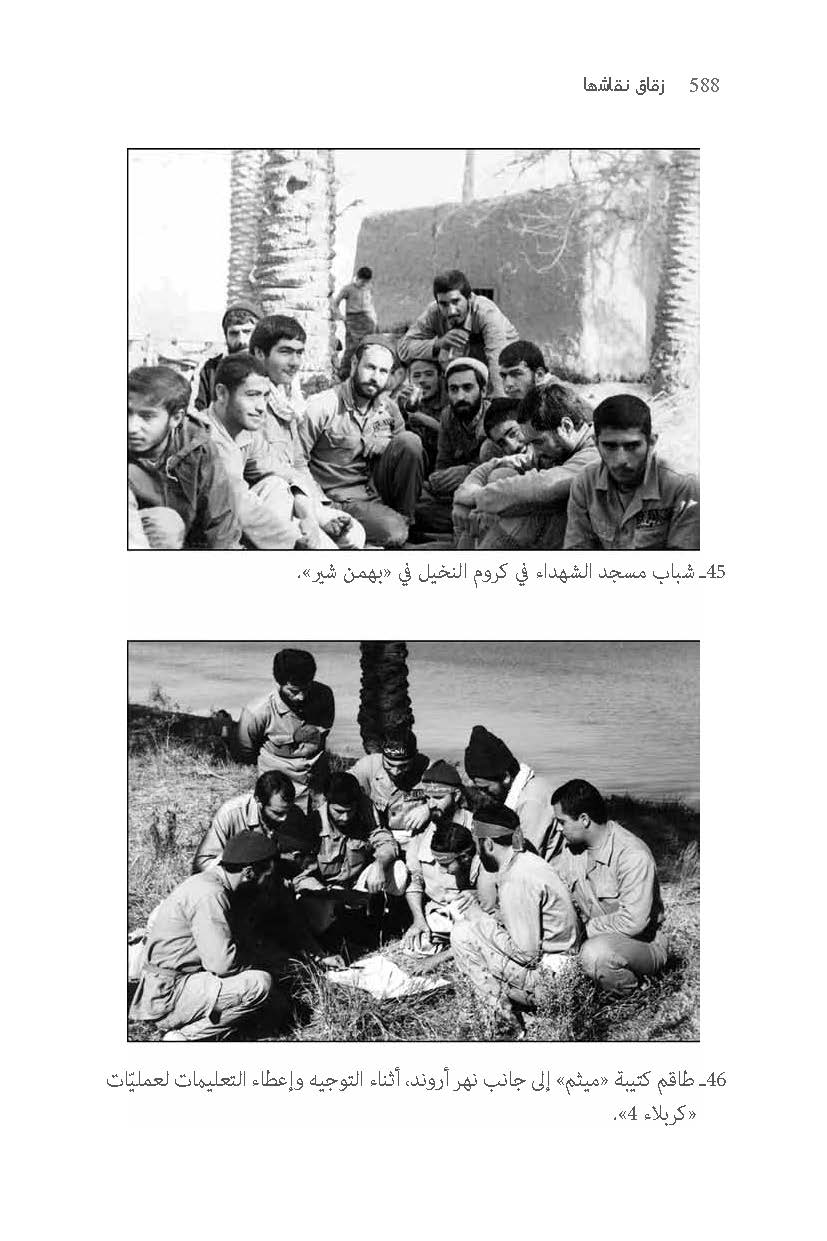 588 زقاق نقاشها
45ـ شباب مسجد الشهداء في كروم النخيل في «بهمن شير».
46ـ طاقم كتيبة «ميثم» إلى جانب نهر أروند، أثناء التوجيه وإعطاء التعليمات لعمليّات
«كربلاء 4».